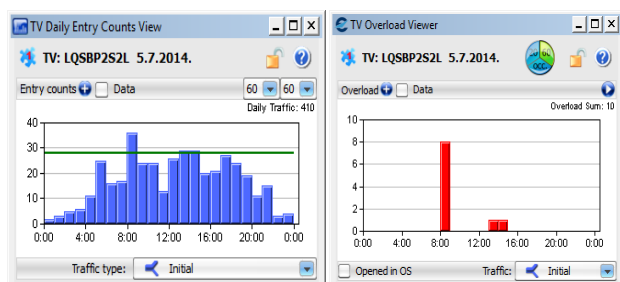 TV Daily Entry Counts View
TV: LQSBP2S2L 5.7.2014.
Entry counts Data 60 60
Daily Traffic: 410
40
30
20
10
0
0:00 4:00 8:00 12:00 16:00 20:00 0:00
Traffic type: Initial
TV Overload Viewer
TV: LQSBP2S2L 5.7.2014.
OCC
Overload Data
Overload Sum: 10
10
8
6
4
2
0
0:00 4:00 8:00 12:00 16:00 20:00 0:00
Opened in OS Traffic: Initial